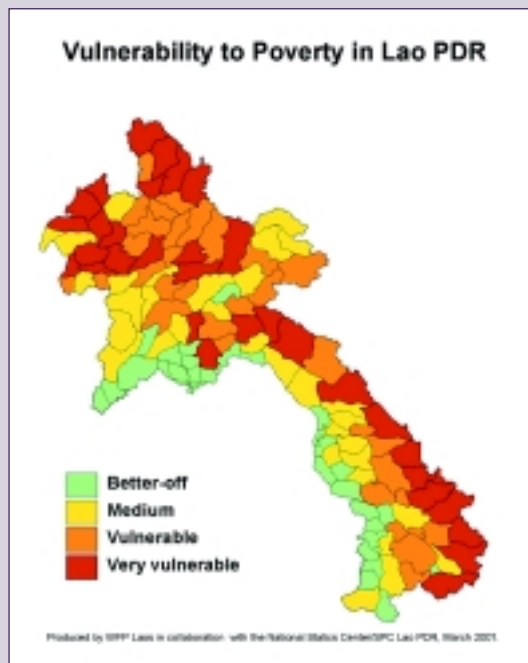 Vulnerability to Poverty in Lao PDR
Better-off
Medium
Vulnerable
Very vulnerable
Produced by WFP Laos in collaboration with the National Statics Center/SPC Lao PDR, March 2001.